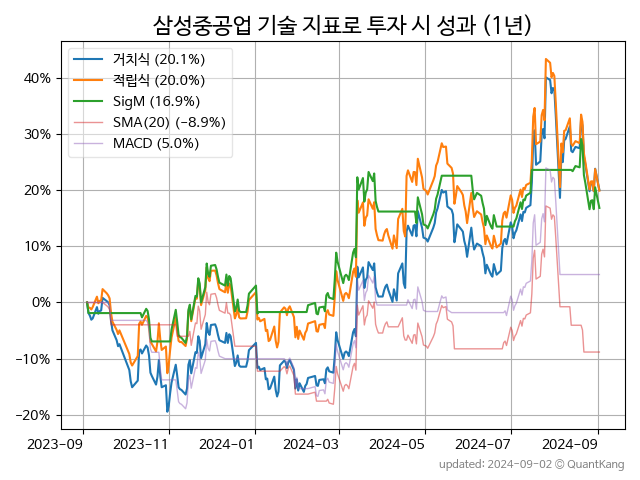 삼성중공업 기술 지표로 투자 시 성과 (1년)
거치식 (20.1%)
적립식 (20.0%)
SigM (16.9%)
SMA(20) (−8.9%)
MACD (5.0%)
40%
30%
20%
10%
0%
−10%
−20%
2023-09 2023-11 2024-01 2024-03 2024-05 2024-07 2024-09
updated: 2024-09-02 © QuantKang